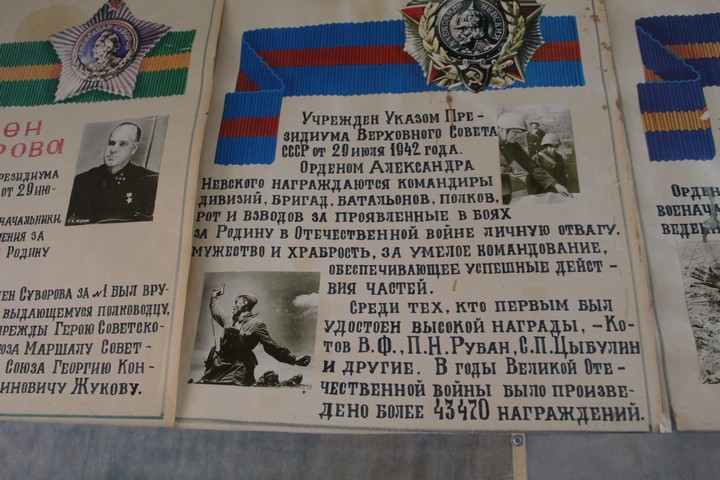 ӨН
РОВА
РЕЗИДИУМА
ОТ 29 ИЮ-
НАЧАЛЬНИКИ,
ЕНИЯ ЗА
РОДИНУ
ЕН СУВОРОВА ЗА №1 БЫЛ ВРУ-
ВЫДАЮЩЕМУСЯ ПОЛКОВОДЦУ,
РЕЖДЫ ГЕРОЮ СОВЕТСКО-
ЮЗА МАРШАЛУ СОВЕТ-
СОЮЗА ГЕОРГИЮ КОН-
ИНОВИЧУ ЖУКОВУ.
УЧРЕЖДЕН УКАЗОМ ПРЕ-
ЗИДИУМА ВЕРХОВНОГО СОВЕТА
СССР ОТ 29 ИЮЛЯ 1942 ГОДА.
ОРДЕНОМ АЛЕКСАНДРА
НЕВСКОГО НАГРАЖДАЮТСЯ КОМАНДИРЫ
ДИВИЗИЙ, БРИГАД, БАТАЛЬОНОВ, ПОЛКОВ,
РОТ И ВЗВОДОВ ЗА ПРОЯВЛЕННЫЕ В БОЯХ
ЗА РОДИНУ В ОТЕЧЕСТВЕННОЙ ВОЙНЕ ЛИЧНУЮ ОТВАГУ.
МУЖЕСТВО И ХРАБРОСТЬ, ЗА УМЕЛОЕ КОМАНДОВАНИЕ,
ОБЕСПЕЧИВАЮЩЕЕ УСПЕШНЫЕ ДЕЙСТ-
ВИЯ ЧАСТЕЙ.
СРЕДИ ТЕХ, КТО ПЕРВЫМ БЫЛ
УДОСТОЕН ВЫСОКОЙ НАГРАДЫ, – КО-
ТОВ В.Ф., П.Н. РУБАН, С.П. ЦЫБУЛИН
И ДРУГИЕ. В ГОДЫ ВЕЛИКОЙ ОТЕ-
ЧЕСТВЕННОЙ ВОЙНЫ БЫЛО ПРОИЗВЕ-
ДЕНО БОЛЕЕ 43470 НАГРАЖДЕНИЙ.
ОРДЕН
ВОЕНАЧА
ВЕДЕН